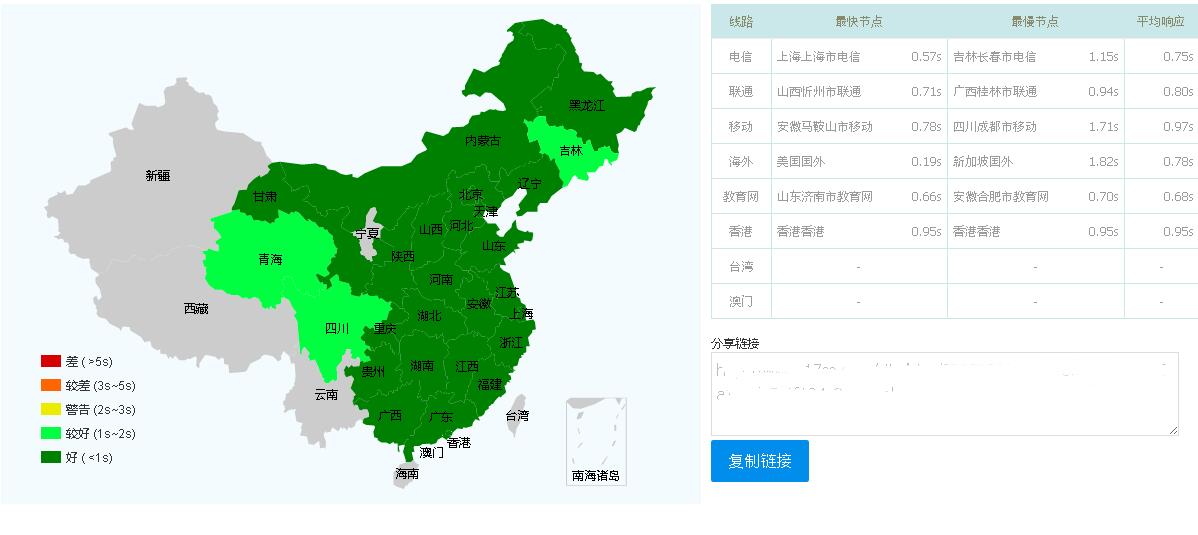 黑龙江
内蒙古
吉林
新疆
辽宁
甘肃
北京
天津
河北
山西
宁夏
山东
陕西
青海
河南
江苏
安徽
西藏
上海
湖北
四川
重庆
浙江
湖南
江西
贵州
福建
云南
广西
广东
台湾
香港
澳门
海南
南海诸岛
差 ( >5s)
较差 (3s~5s)
警告 (2s~3s)
较好 (1s~2s)
好 ( <1s)
线路 最快节点 最慢节点 平均响应
电信 上海上海市电信 0.57s 吉林长春市电信 1.15s 0.75s
联通 山西忻州市联通 0.71s 广西桂林市联通 0.94s 0.80s
移动 安徽马鞍山市移动 0.78s 四川成都市移动 1.71s 0.97s
海外 美国国外 0.19s 新加坡国外 1.82s 0.78s
教育网 山东济南市教育网 0.66s 安徽合肥市教育网 0.70s 0.68s
香港 香港香港 0.95s 香港香港 0.95s 0.95s
台湾 - - -
澳门 - - -
分享链接
复制链接